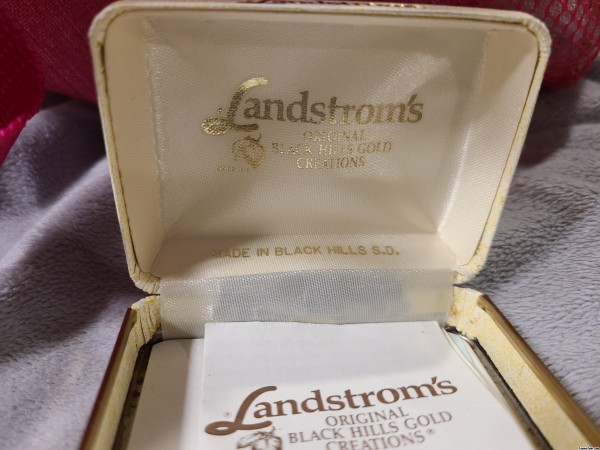 Landstrom's
ORIGINAL
BLACK HILLS GOLD
CREATIONS
MADE IN BLACK HILLS S.D.
Landstrom's
ORIGINAL
BLACK HILLS GOLD
CREATIONS®